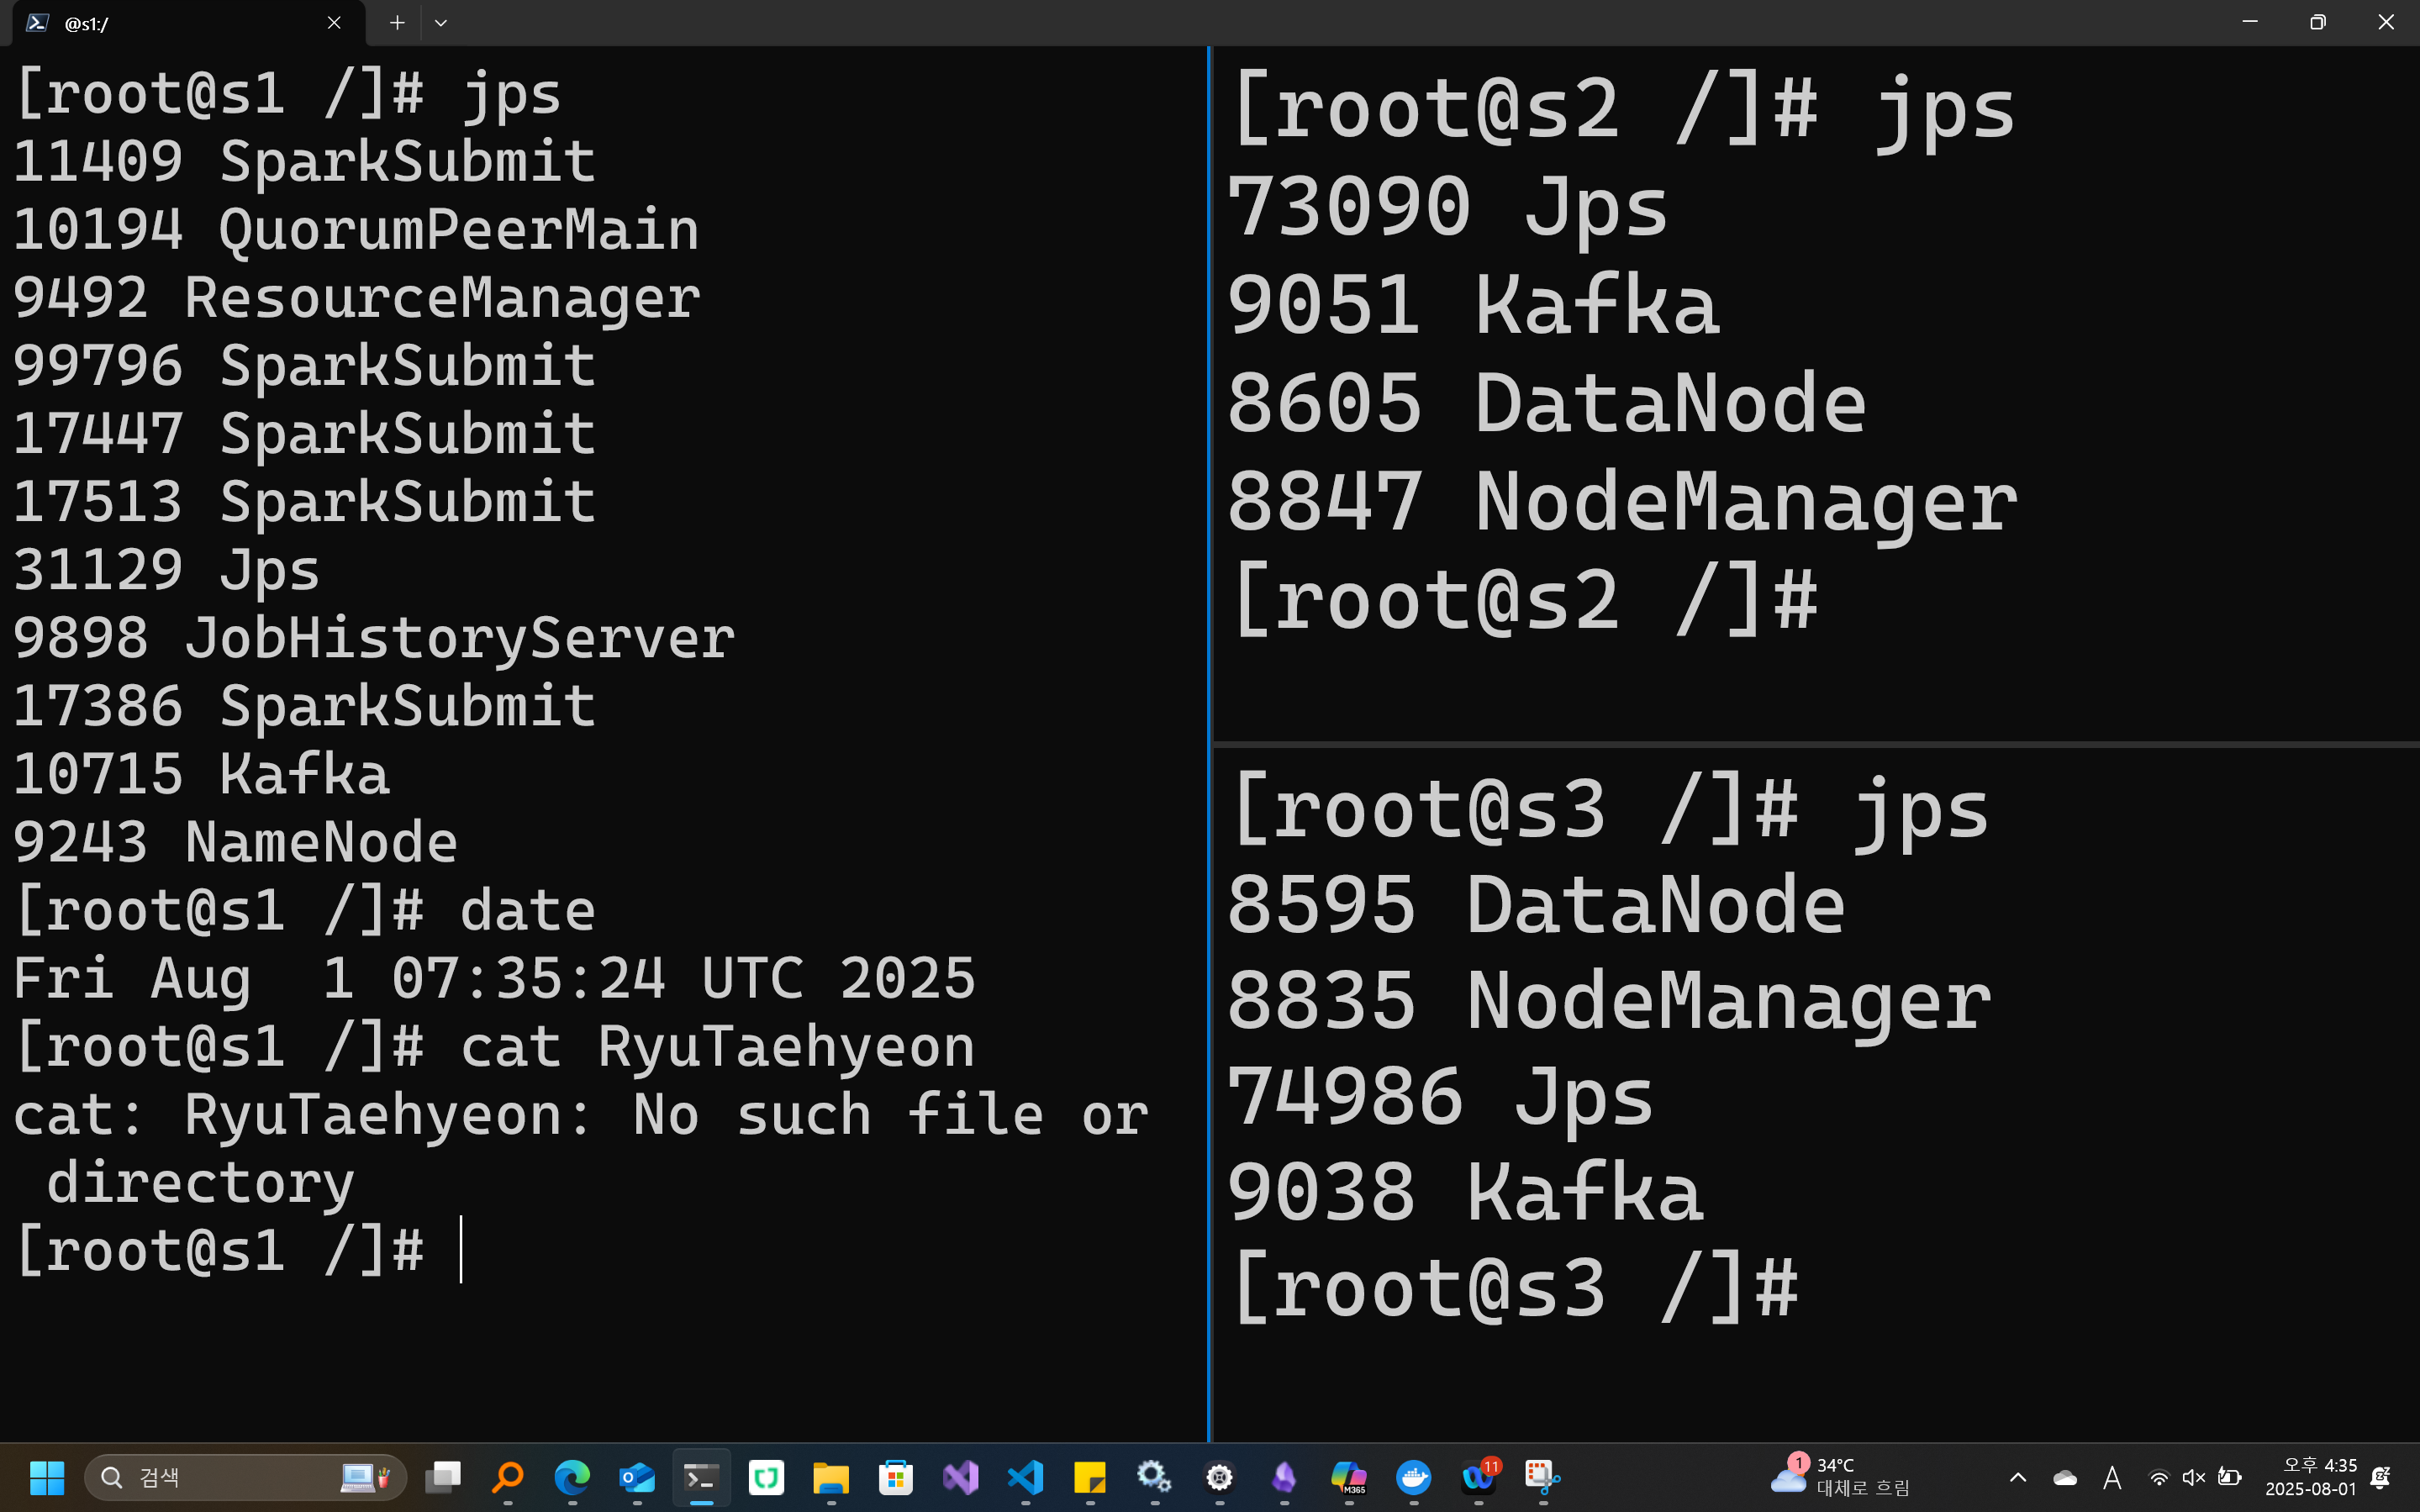 @s1:/
[root@s1 /]# jps
11409 SparkSubmit
10194 QuorumPeerMain
9492 ResourceManager
99796 SparkSubmit
17447 SparkSubmit
17513 SparkSubmit
31129 Jps
9898 JobHistoryServer
17386 SparkSubmit
10715 Kafka
9243 NameNode
[root@s1 /]# date
Fri Aug  1 07:35:24 UTC 2025
[root@s1 /]# cat RyuTaehyeon
cat: RyuTaehyeon: No such file or
 directory
[root@s1 /]#
[root@s2 /]# jps
73090 Jps
9051 Kafka
8605 DataNode
8847 NodeManager
[root@s2 /]#
[root@s3 /]# jps
8595 DataNode
8835 NodeManager
74986 Jps
9038 Kafka
[root@s3 /]#
검색
M365
11
1
34°C
대체로 흐림
A
오후 4:35
2025-08-01